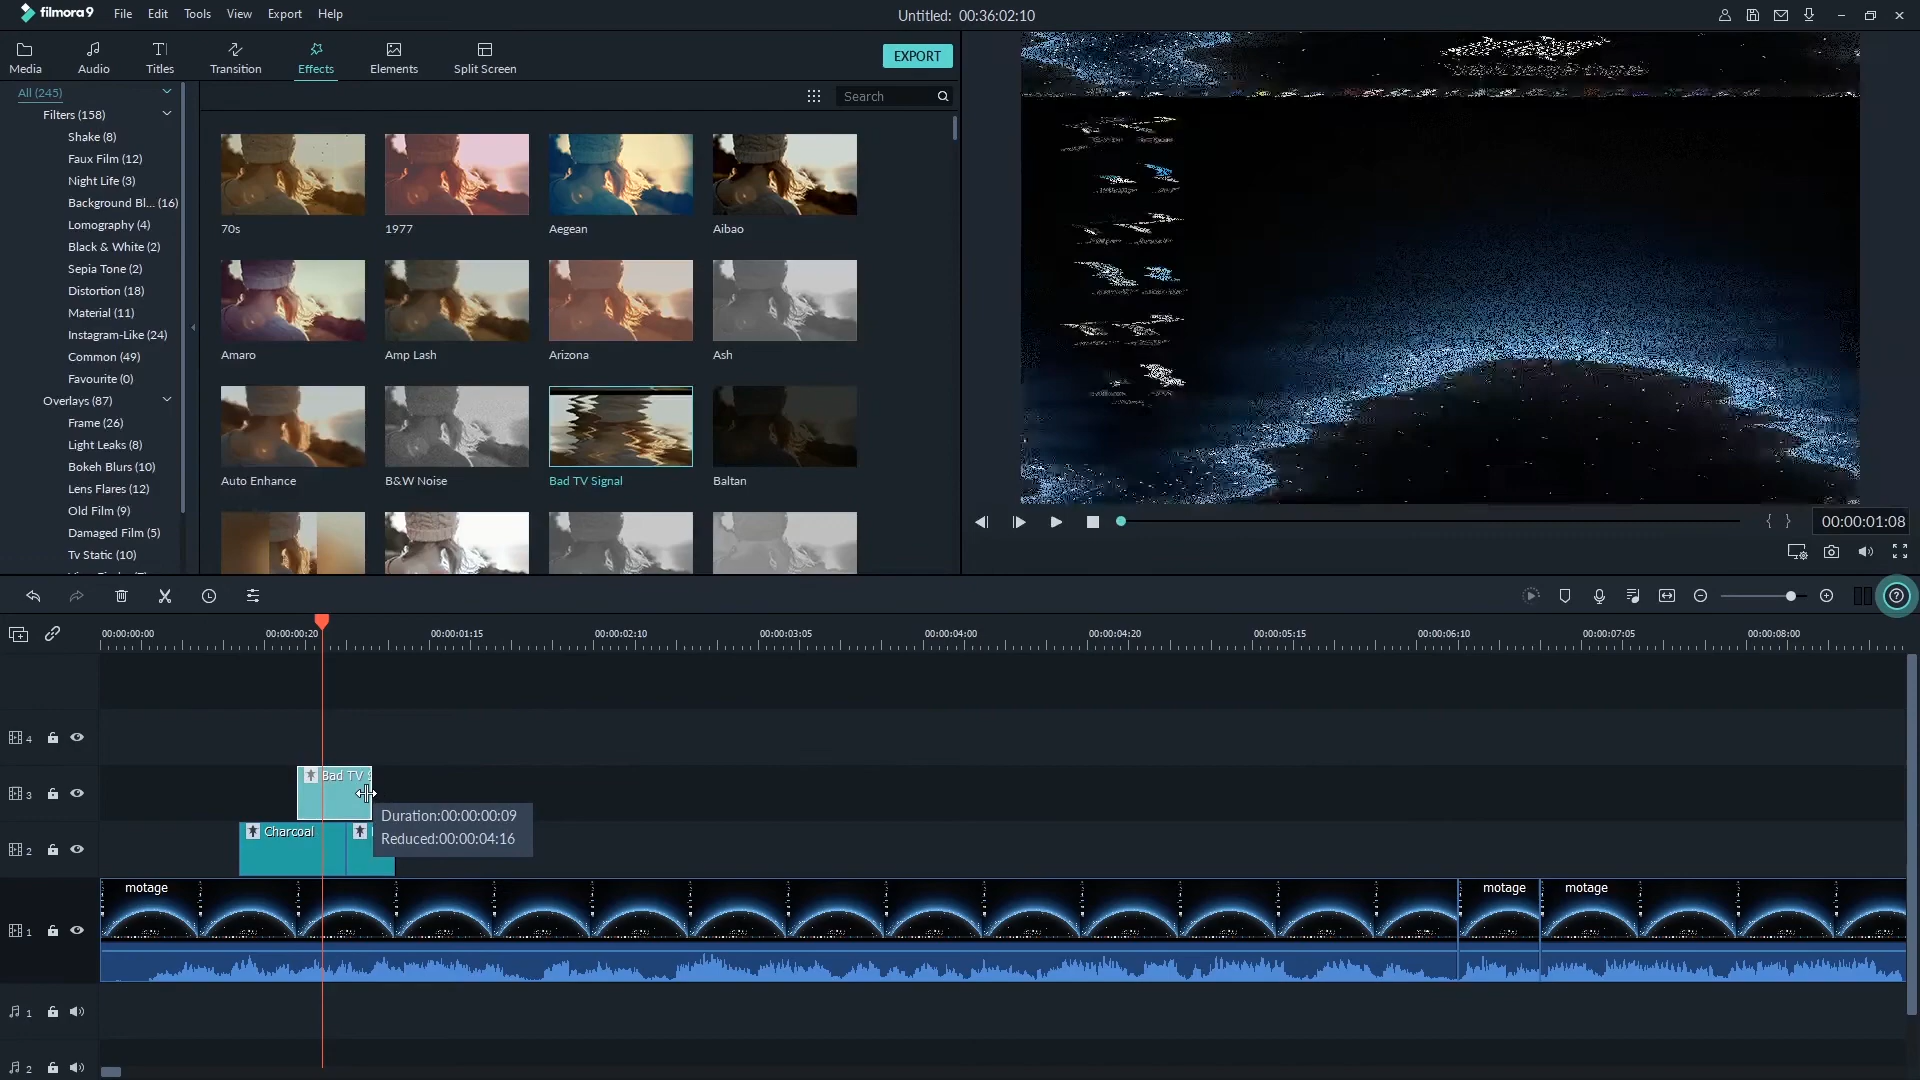 filmora9
File Edit Tools View Export Help
Untitled: 00:36:02:10
Media Audio Titles Transition Effects Elements Split Screen
EXPORT
All (245)
Search
Filters (158)
Shake (8)
Faux Film (12)
Night Life (3)
Background Bl... (16)
Lomography (4)
Black & White (2)
Sepia Tone (2)
Distortion (18)
Material (11)
Instagram-Like (24)
Common (49)
Favourite (0)
Overlays (87)
Frame (26)
Light Leaks (8)
Bokeh Blurs (10)
Lens Flares (12)
Old Film (9)
Damaged Film (5)
Tv Static (10)
70s 1977 Aegean Aibao
Amaro Amp Lash Arizona Ash
Auto Enhance B&W Noise Bad TV Signal Baltan
00:00:01:08
00:00:00:00 00:00:00:20 00:00:01:15 00:00:02:10 00:00:03:05 00:00:04:00 00:00:04:20 00:00:05:15 00:00:06:10 00:00:07:05 00:00:08:00
4
3
Bad TV S
Duration:00:00:00:09
Reduced:00:00:04:16
2
Charcoal
1
motage motage motage
1
2